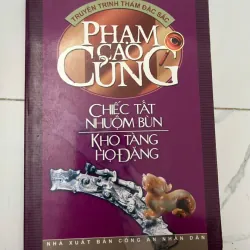 TRUYỆN TRINH THÁM ĐẶC SẮC
PHẠM
CAO
CỦNG
CHIẾC TẤT
NHUỘM BÙN
KHO TÀNG
HỌ ĐẶNG
NHÀ XUẤT BẢN CÔNG AN NHÂN DÂN